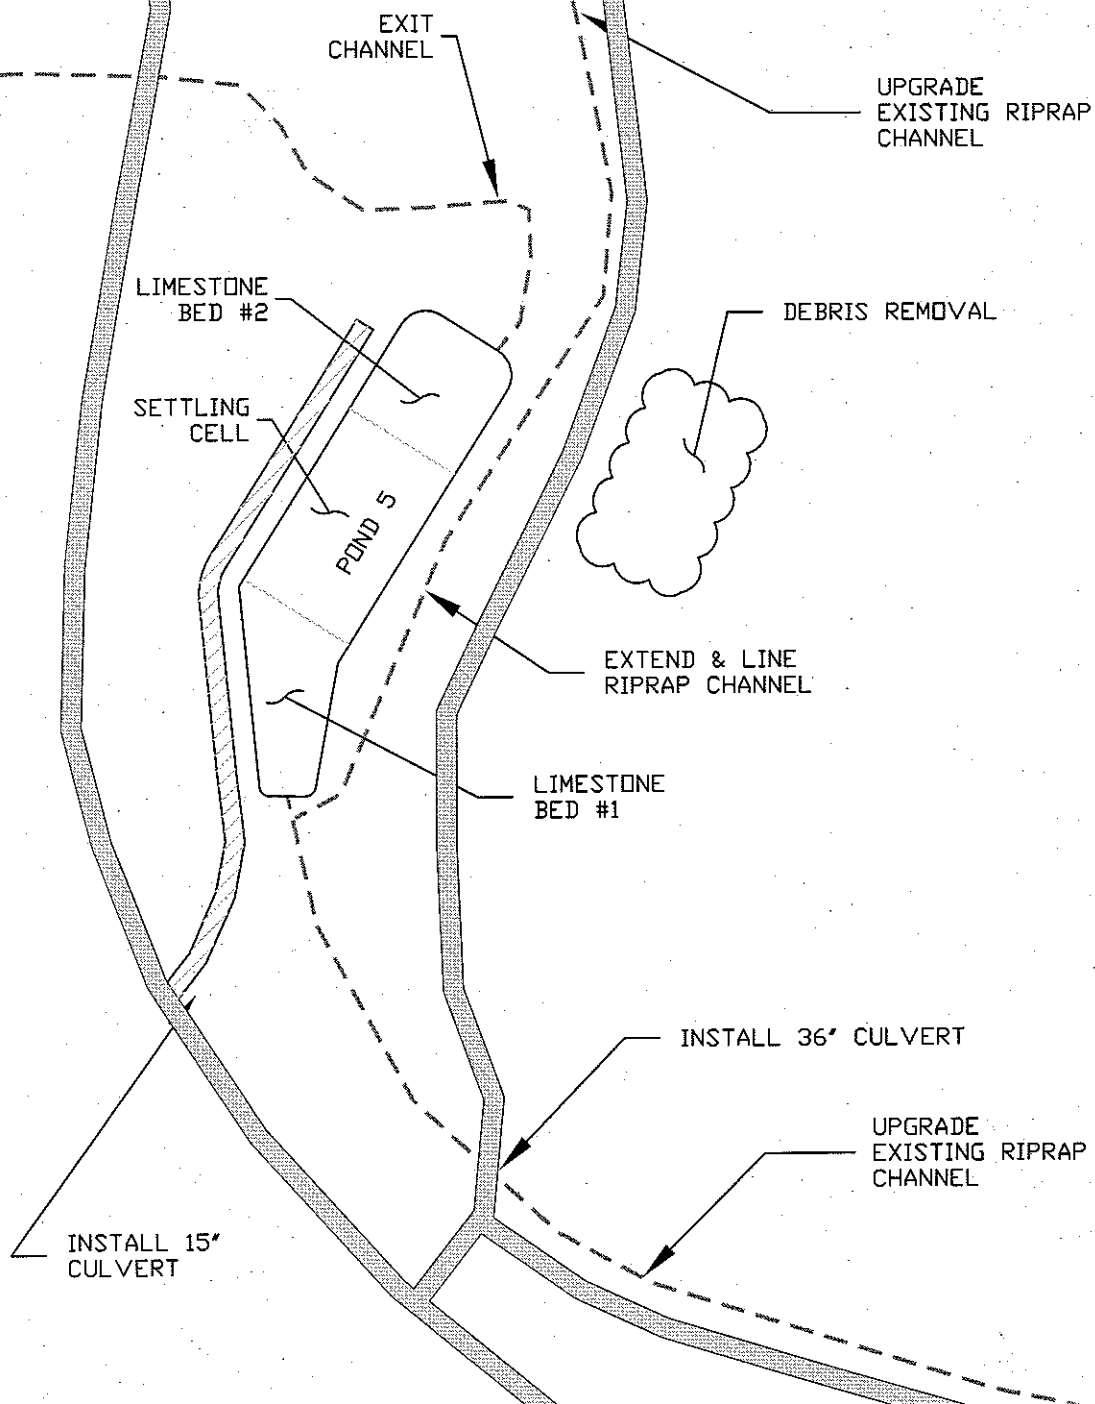 EXIT
CHANNEL
UPGRADE
EXISTING RIPRAP
CHANNEL
LIMESTONE
BED #2
DEBRIS REMOVAL
SETTLING
CELL
POND 5
EXTEND & LINE
RIPRAP CHANNEL
LIMESTONE
BED #1
INSTALL 36" CULVERT
UPGRADE
EXISTING RIPRAP
CHANNEL
INSTALL 15"
CULVERT